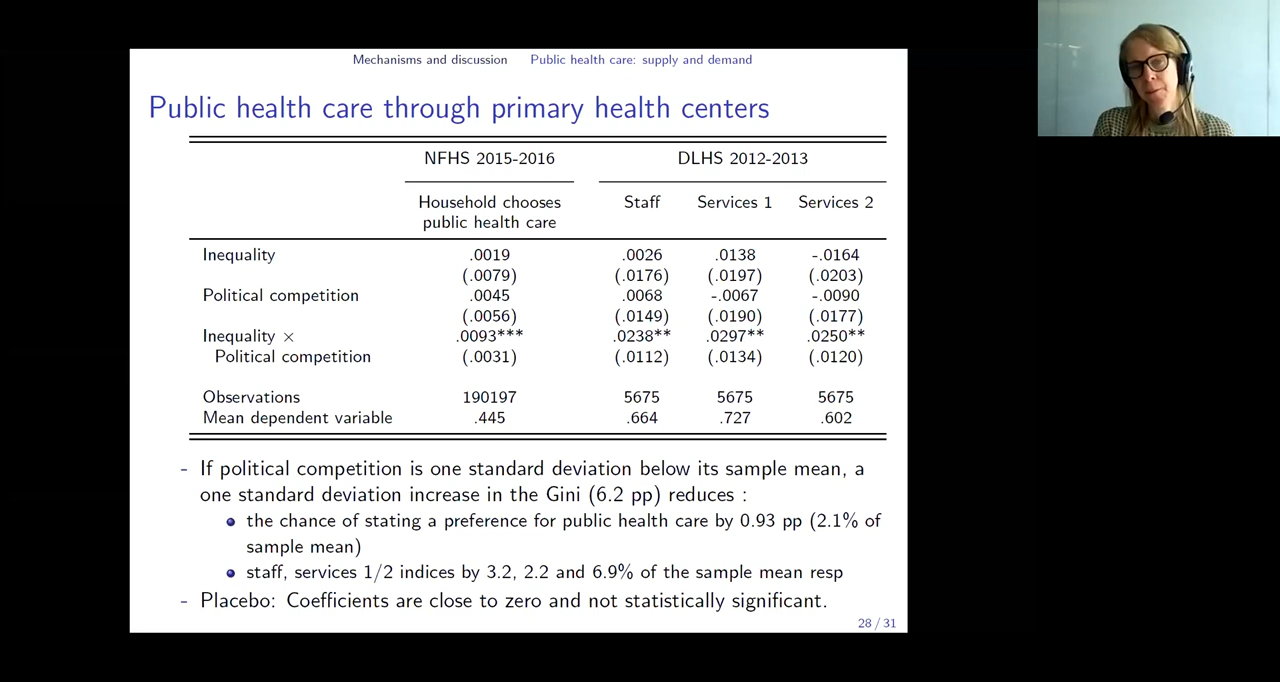 Mechanisms and discussion Public health care: supply and demand
Public health care through primary health centers
NFHS 2015-2016 DLHS 2012-2013
Household chooses public health care Staff Services 1 Services 2
Inequality .0019 .0026 .0138 -.0164
(.0079) (.0176) (.0197) (.0203)
Political competition .0045 .0068 -.0067 -.0090
(.0056) (.0149) (.0190) (.0177)
Inequality × .0093*** .0238** .0297** .0250**
Political competition (.0031) (.0112) (.0134) (.0120)
Observations 190197 5675 5675 5675
Mean dependent variable .445 .664 .727 .602
- If political competition is one standard deviation below its sample mean, a
one standard deviation increase in the Gini (6.2 pp) reduces :
the chance of stating a preference for public health care by 0.93 pp (2.1% of
sample mean)
staff, services 1/2 indices by 3.2, 2.2 and 6.9% of the sample mean resp
- Placebo: Coefficients are close to zero and not statistically significant.
28 / 31